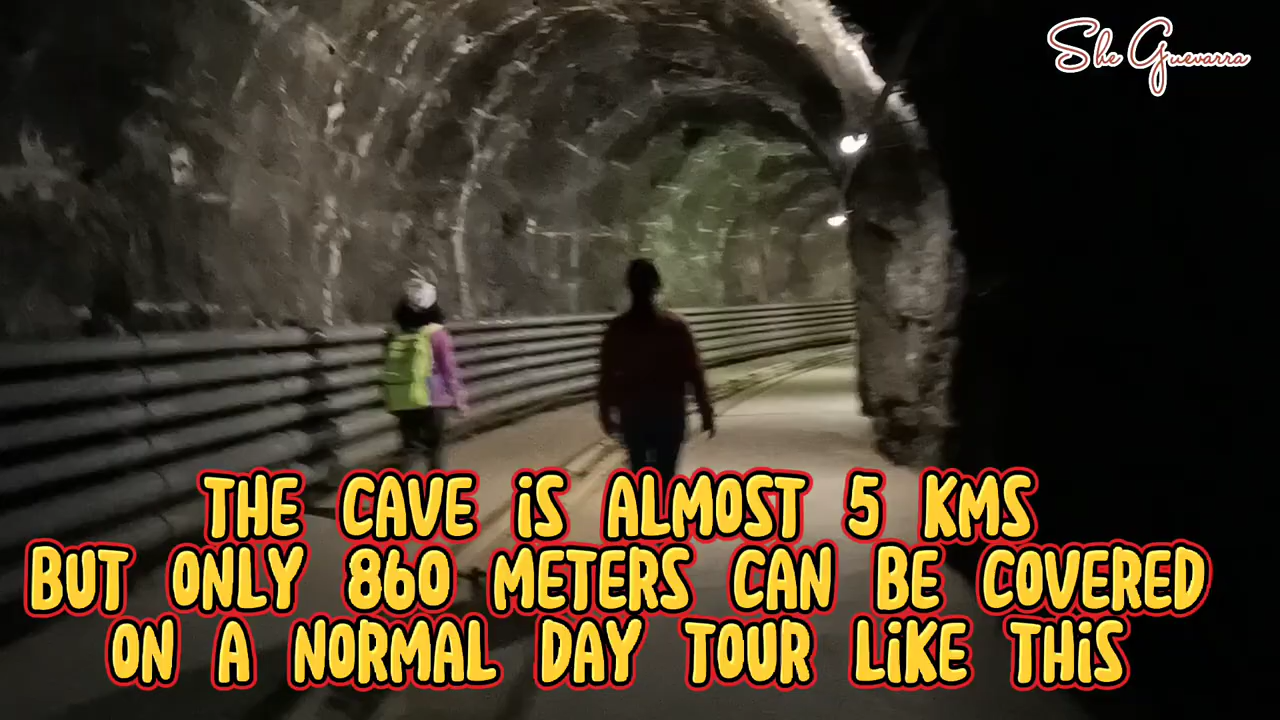 She Guevarra
THE CAVE iS ALMOST 5 KMS
BUT ONLY 860 METERS CAN BE COVERED
ON A NORMAL DAY TOUR LiKE THiS